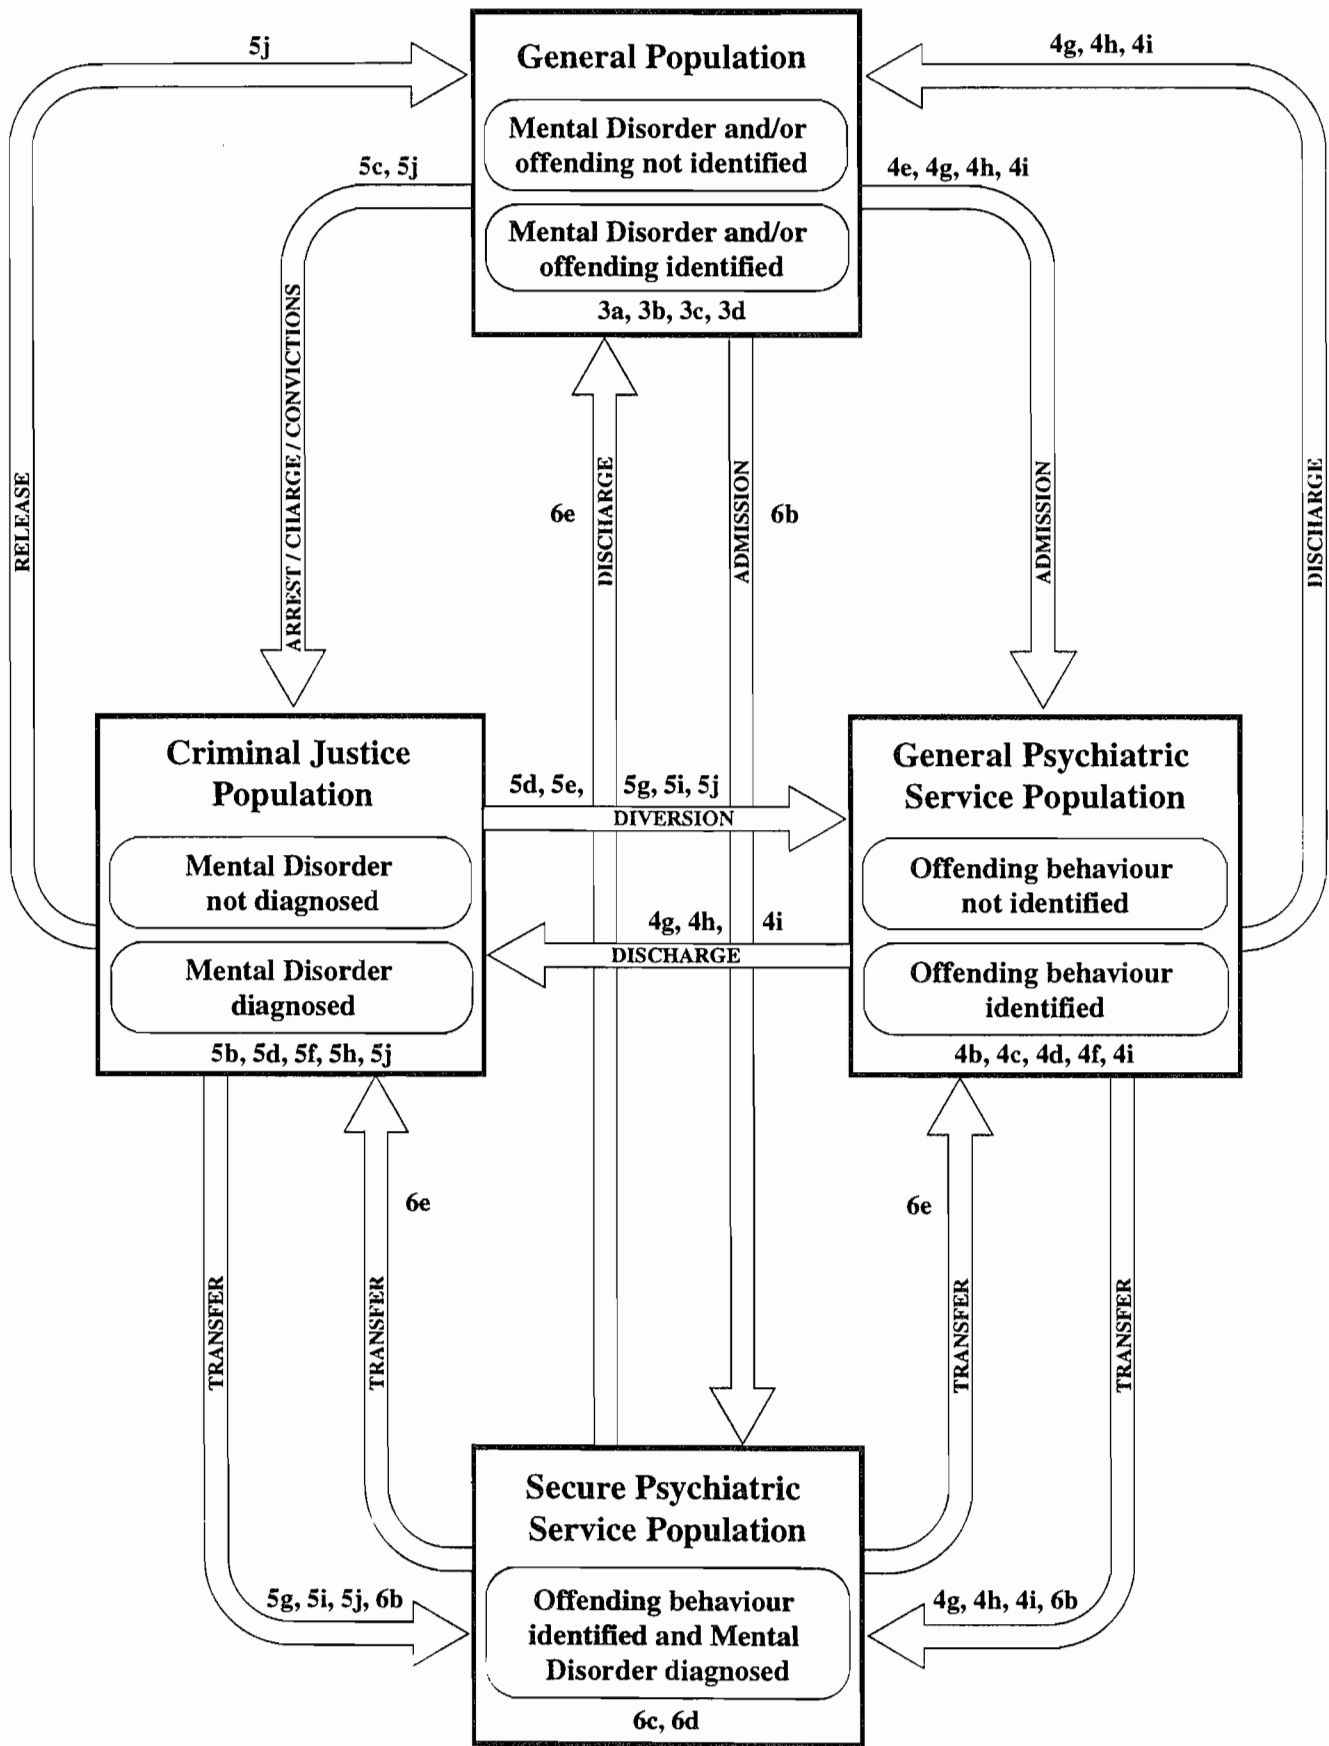 5j
General Population
4g, 4h, 4i
Mental Disorder and/or
offending not identified
5c, 5j
4e, 4g, 4h, 4i
Mental Disorder and/or
offending identified
3a, 3b, 3c, 3d
RELEASE
ARREST / CHARGE / CONVICTIONS
6e
DISCHARGE
ADMISSION
6b
ADMISSION
DISCHARGE
Criminal Justice
Population
Mental Disorder
not diagnosed
Mental Disorder
diagnosed
5b, 5d, 5f, 5h, 5j
5d, 5e, 5g, 5i, 5j
DIVERSION
4g, 4h, 4i
DISCHARGE
General Psychiatric
Service Population
Offending behaviour
not identified
Offending behaviour
identified
4b, 4c, 4d, 4f, 4i
TRANSFER
TRANSFER
6e
6e
TRANSFER
TRANSFER
5g, 5i, 5j, 6b
Secure Psychiatric
Service Population
Offending behaviour
identified and Mental
Disorder diagnosed
6c, 6d
4g, 4h, 4i, 6b